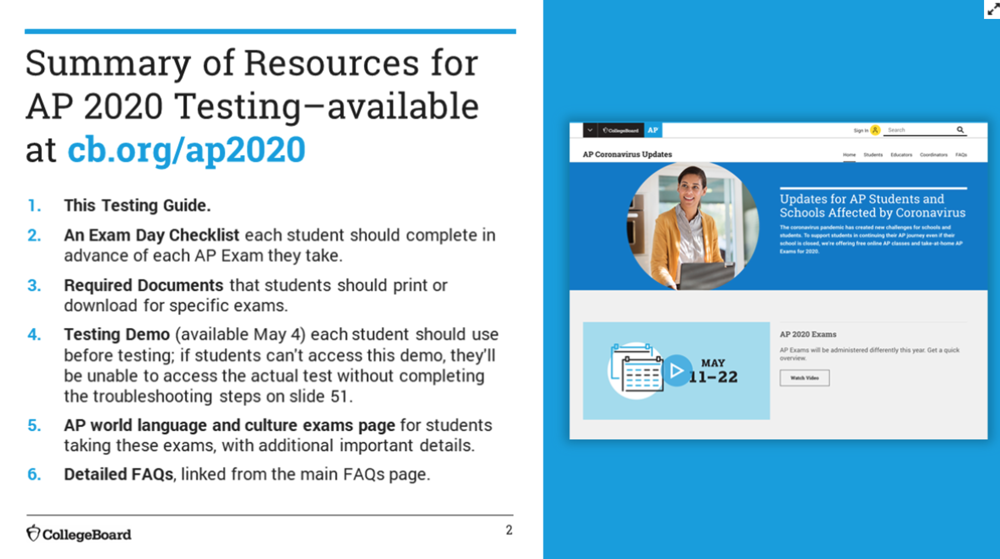 Summary of Resources for
AP 2020 Testing–available
at cb.org/ap2020
1. This Testing Guide.
2. An Exam Day Checklist each student should complete in
advance of each AP Exam they take.
3. Required Documents that students should print or
download for specific exams.
4. Testing Demo (available May 4) each student should use
before testing; if students can't access this demo, they'll
be unable to access the actual test without completing
the troubleshooting steps on slide 51.
5. AP world language and culture exams page for students
taking these exams, with additional important details.
6. Detailed FAQs, linked from the main FAQs page.
CollegeBoard
2
CollegeBoard AP
Sign In Search
AP Coronavirus Updates
Home Students Educators Coordinators FAQs
Updates for AP Students and
Schools Affected by Coronavirus
The coronavirus pandemic has created new challenges for schools and
students. To support students in continuing their AP journey even if their
school is closed, we're offering free online AP classes and take-at-home AP
Exams for 2020.
MAY
11–22
AP 2020 Exams
AP Exams will be administered differently this year. Get a quick
overview.
Watch Video